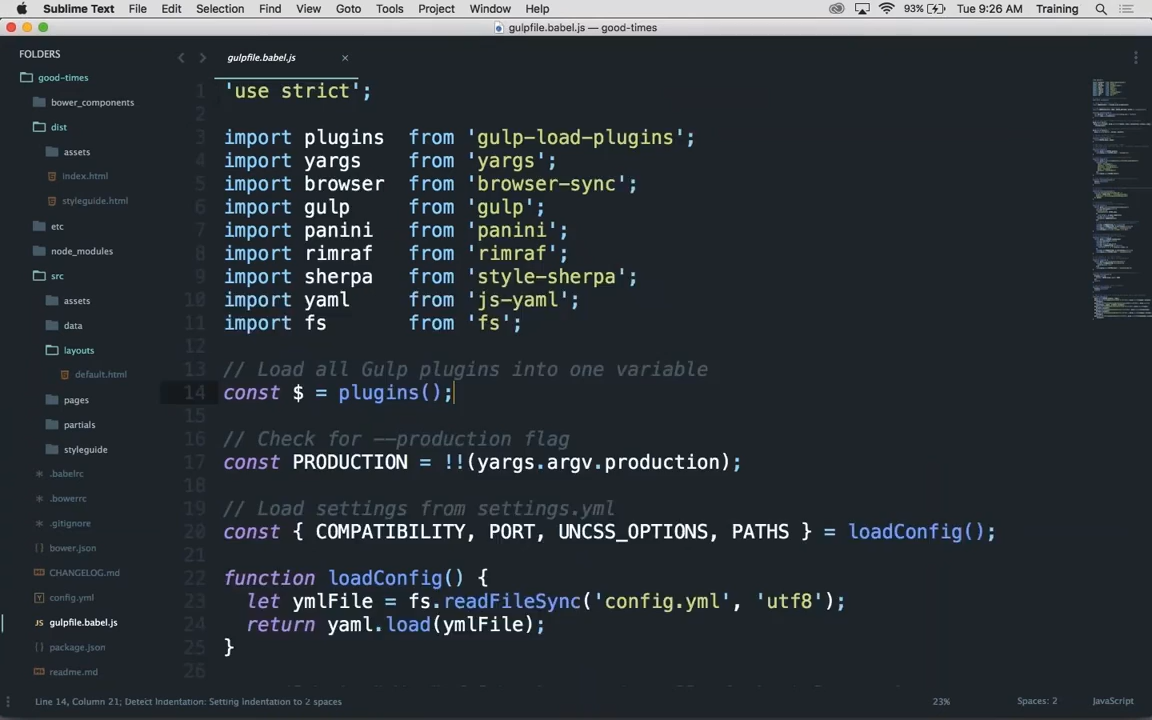 Sublime Text File Edit Selection Find View Goto Tools Project Window Help 93% Tue 9:26 AM Training
gulpfile.babel.js — good-times
FOLDERS
good-times
bower_components
dist
assets
index.html
styleguide.html
etc
node_modules
src
assets
data
layouts
default.html
pages
partials
styleguide
.babelrc
.bowerrc
.gitignore
bower.json
CHANGELOG.md
config.yml
gulpfile.babel.js
package.json
readme.md
gulpfile.babel.js
1 'use strict';
2
3 import plugins from 'gulp-load-plugins';
4 import yargs from 'yargs';
5 import browser from 'browser-sync';
6 import gulp from 'gulp';
7 import panini from 'panini';
8 import rimraf from 'rimraf';
9 import sherpa from 'style-sherpa';
10 import yaml from 'js-yaml';
11 import fs from 'fs';
12
13 // Load all Gulp plugins into one variable
14 const $ = plugins();
15
16 // Check for --production flag
17 const PRODUCTION = !!(yargs.argv.production);
18
19 // Load settings from settings.yml
20 const { COMPATIBILITY, PORT, UNCSS_OPTIONS, PATHS } = loadConfig();
21
22 function loadConfig() {
23 let ymlFile = fs.readFileSync('config.yml', 'utf8');
24 return yaml.load(ymlFile);
25 }
26
Line 14, Column 21; Detect Indentation: Setting indentation to 2 spaces 23% Spaces: 2 JavaScript